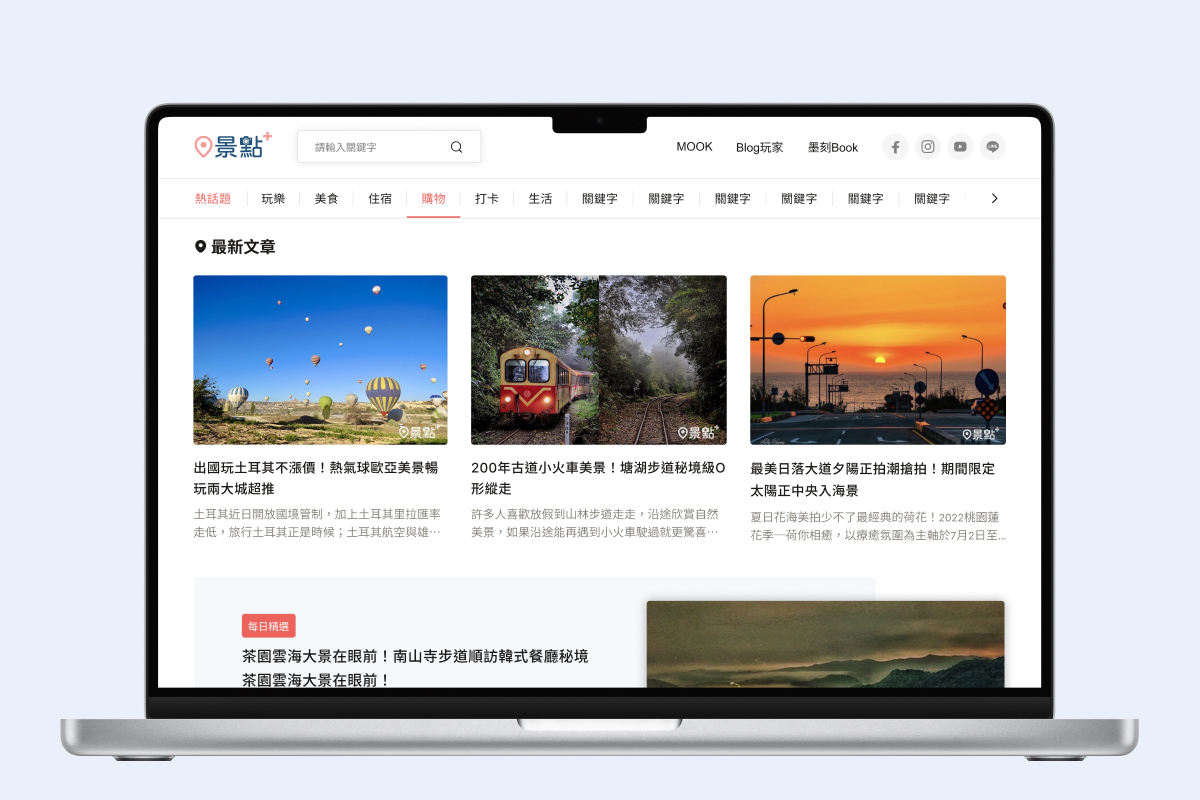 景點+
請輸入關鍵字
MOOK
Blog玩家
墨刻Book
LINE
熱話題
玩樂
美食
住宿
購物
打卡
生活
關鍵字
關鍵字
關鍵字
關鍵字
關鍵字
關鍵字
最新文章
景點+
景點+
景點+
出國玩土耳其不漲價！熱氣球歐亞美景暢
玩兩大城超推
土耳其近日開放國境管制，加上土耳其里拉匯率
走低，旅行土耳其正是時候；土耳其航空與雄⋯
200年古道小火車美景！塘湖步道秘境級O
形縱走
許多人喜歡放假到山林步道走走，沿途欣賞自然
美景，如果沿途能再遇到小火車駛過就更驚喜⋯
最美日落大道夕陽正拍潮搶拍！期間限定
太陽正中央入海景
夏日花海美拍少不了最經典的荷花！2022桃園蓮
花季─荷你相癒，以療癒氛圍為主軸於7月2日至...
每日精選
茶園雲海大景在眼前！南山寺步道順訪韓式餐廳秘境
茶園雲海大景在眼前！